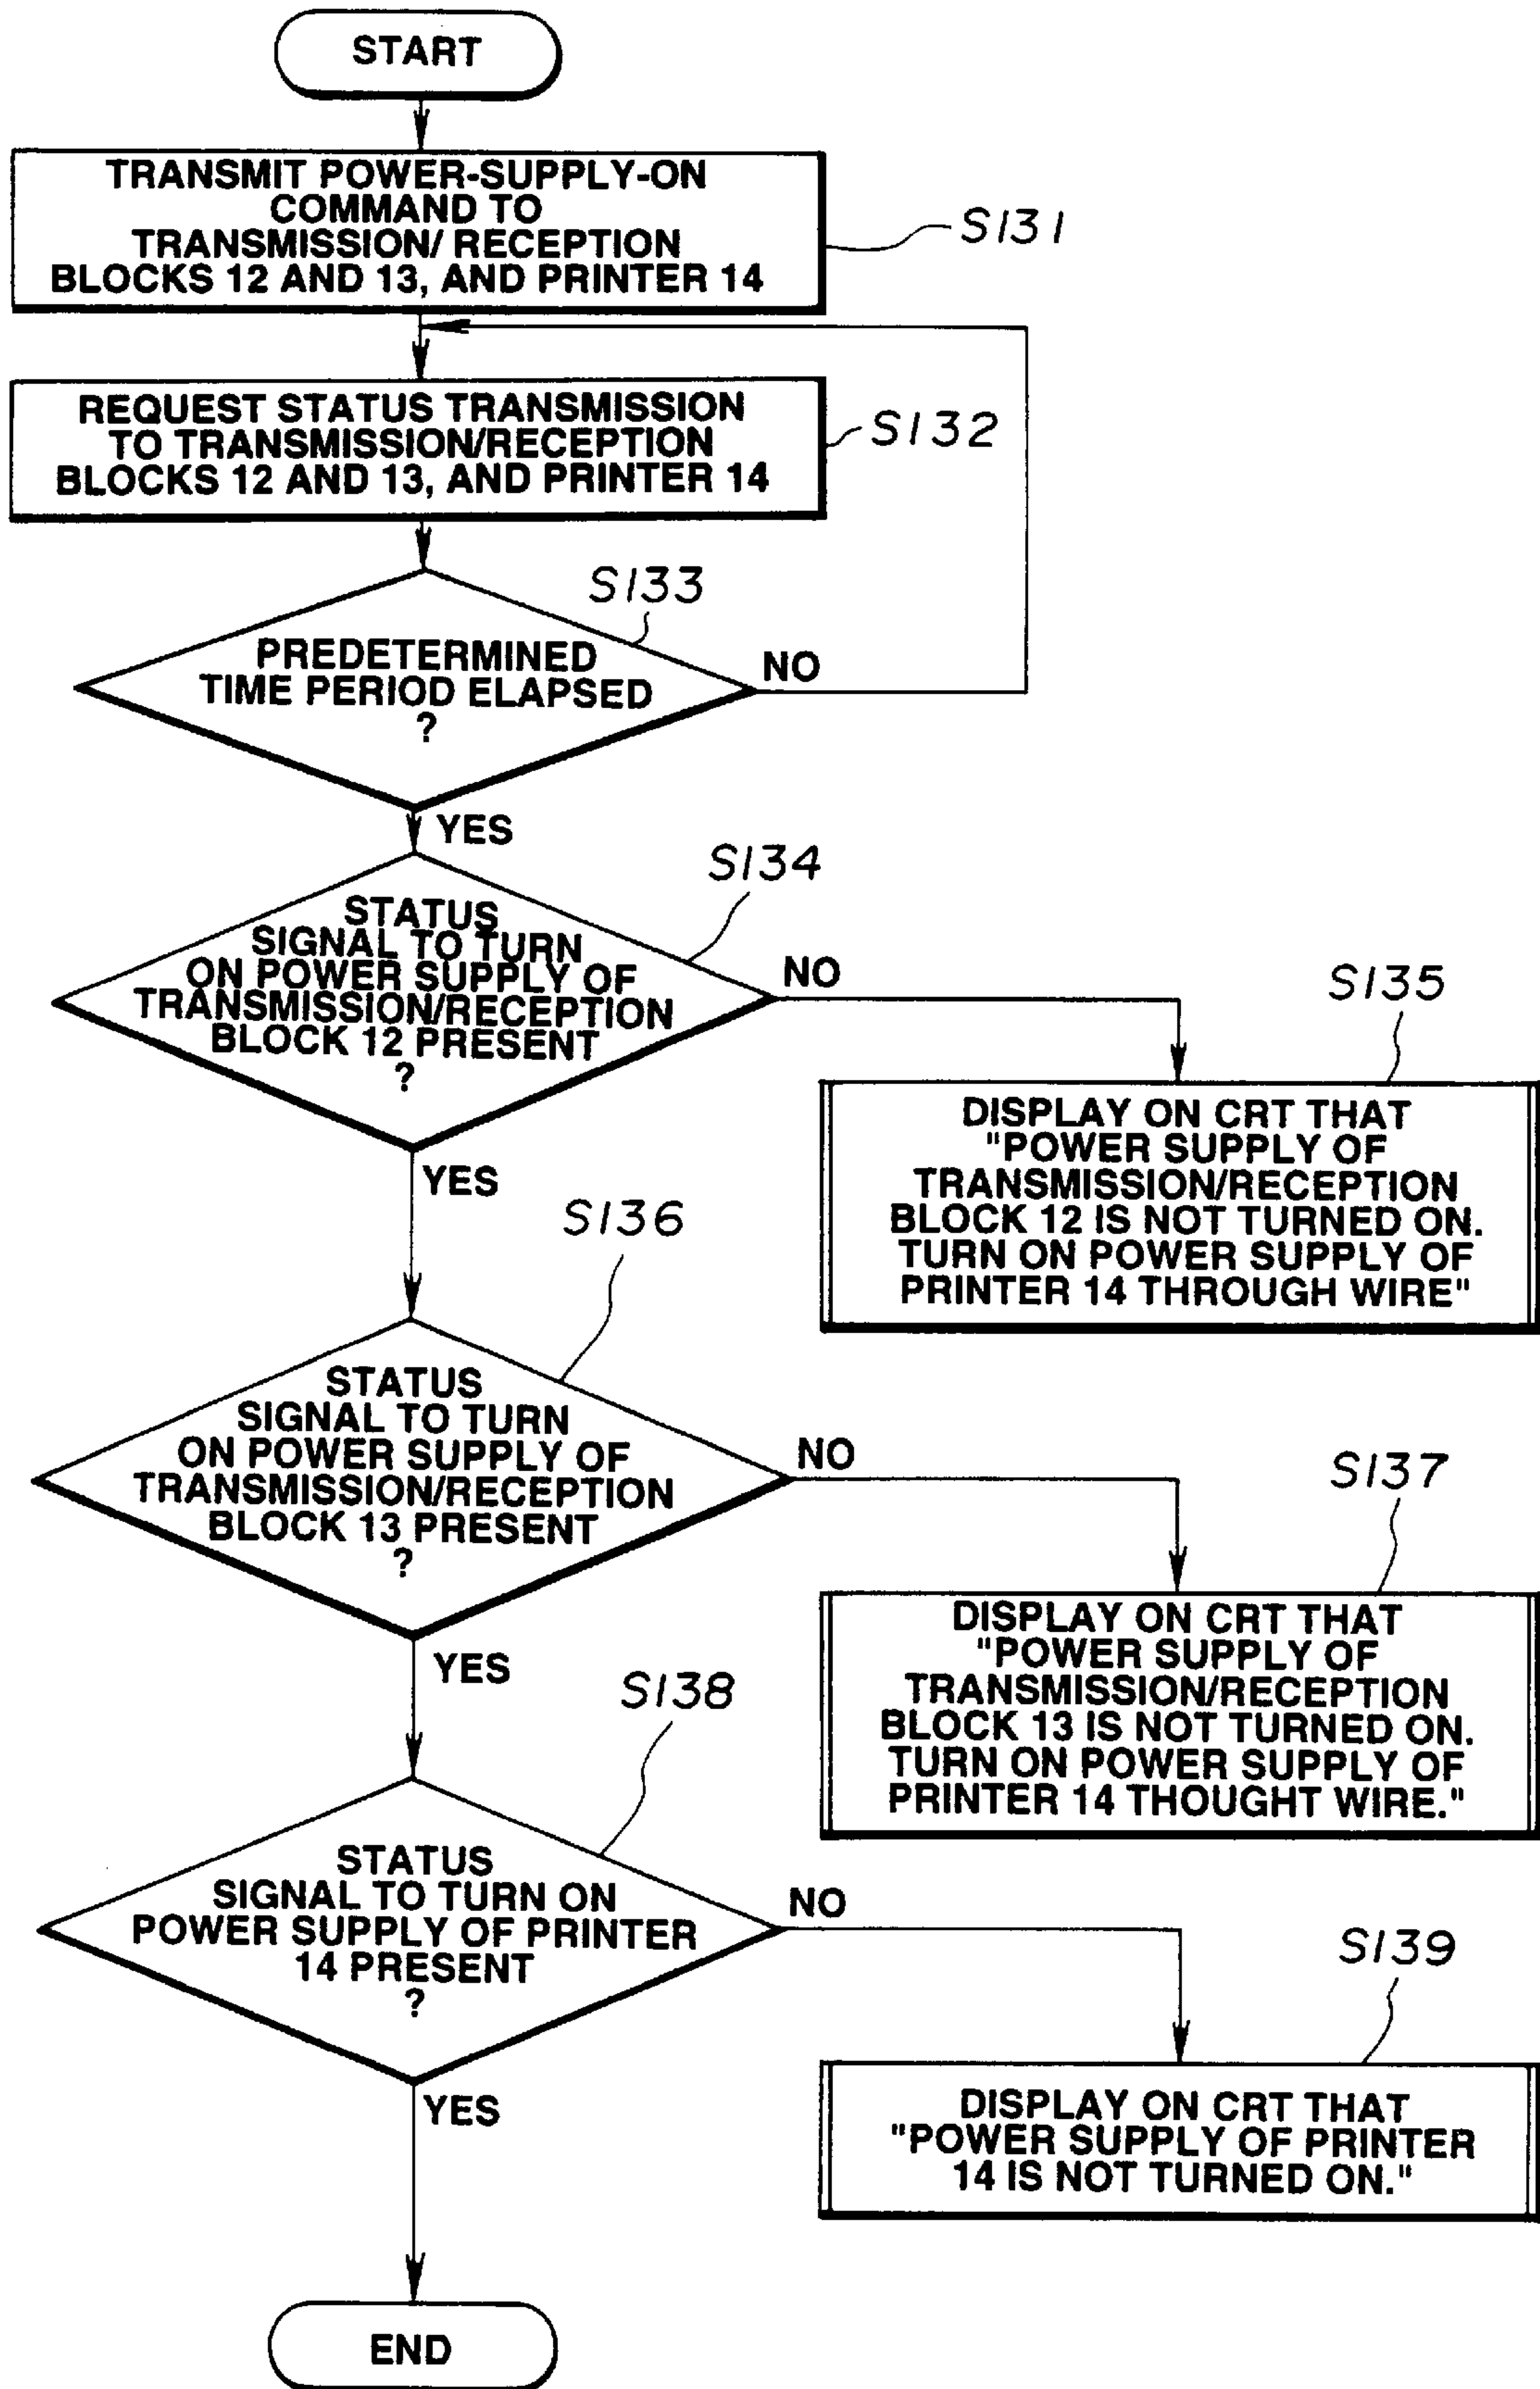 START
TRANSMIT POWER-SUPPLY-ON
COMMAND TO
TRANSMISSION/ RECEPTION
BLOCKS 12 AND 13, AND PRINTER 14
S131
REQUEST STATUS TRANSMISSION
TO TRANSMISSION/RECEPTION
BLOCKS 12 AND 13, AND PRINTER 14
S132
S133
PREDETERMINED
TIME PERIOD ELAPSED
?
NO
YES
S134
STATUS
SIGNAL TO TURN
ON POWER SUPPLY OF
TRANSMISSION/RECEPTION
BLOCK 12 PRESENT
?
NO
S135
DISPLAY ON CRT THAT
"POWER SUPPLY OF
TRANSMISSION/RECEPTION
BLOCK 12 IS NOT TURNED ON.
TURN ON POWER SUPPLY OF
PRINTER 14 THROUGH WIRE"
YES
S136
STATUS
SIGNAL TO TURN
ON POWER SUPPLY OF
TRANSMISSION/RECEPTION
BLOCK 13 PRESENT
?
NO
S137
DISPLAY ON CRT THAT
"POWER SUPPLY OF
TRANSMISSION/RECEPTION
BLOCK 13 IS NOT TURNED ON.
TURN ON POWER SUPPLY OF
PRINTER 14 THOUGHT WIRE."
YES
S138
STATUS
SIGNAL TO TURN ON
POWER SUPPLY OF PRINTER
14 PRESENT
?
NO
S139
DISPLAY ON CRT THAT
"POWER SUPPLY OF PRINTER
14 IS NOT TURNED ON."
YES
END